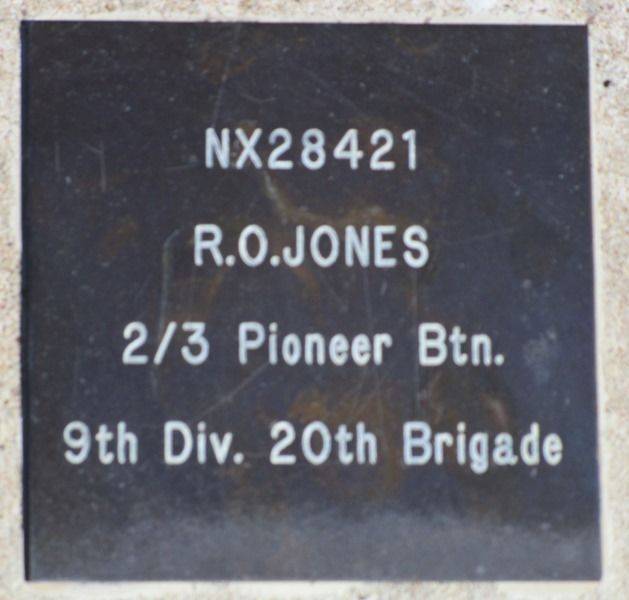 NX28421
R.O.JONES
2/3 Pioneer Btn.
9th Div. 20th Brigade